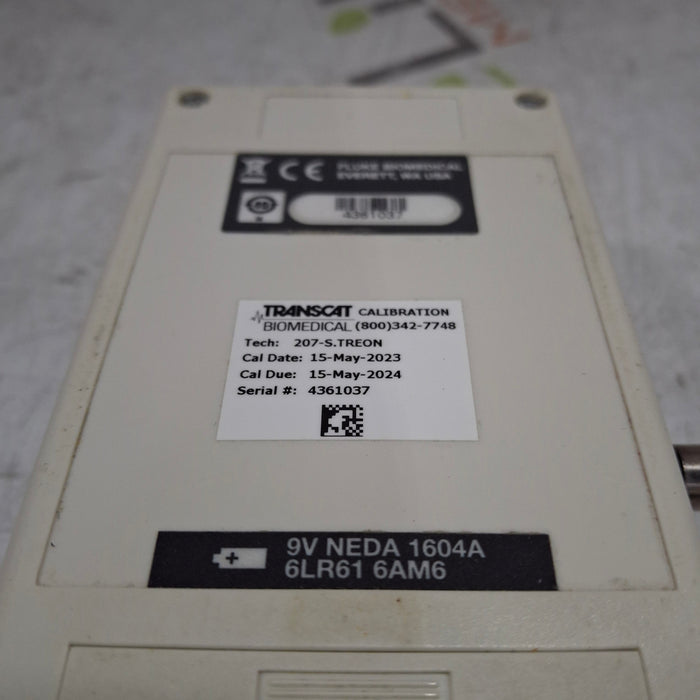 CE FLUKE BIOMEDICAL
EVERETT, WA USA
4361037
TRANSCAT CALIBRATION
BIOMEDICAL (800)342-7748
Tech: 207-S.TREON
Cal Date: 15-May-2023
Cal Due: 15-May-2024
Serial #: 4361037
9V NEDA 1604A
6LR61 6AM6